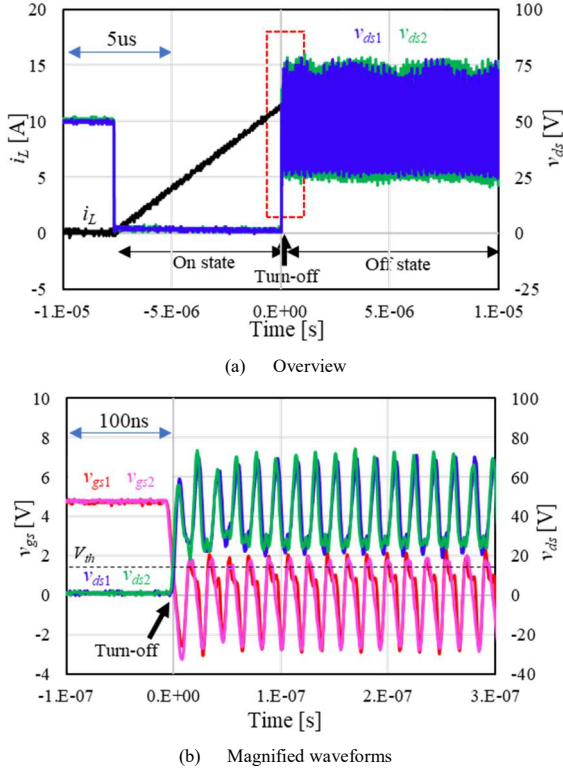 20 100
5us v_ds1 v_ds2
15 75
10 50
i_L [A] v_ds [V]
5 25
i_L
0 0
On state Off state
Turn-off
-5 -25
-1.E-05 -5.E-06 0.E+00 5.E-06 1.E-05
Time [s]
(a) Overview
10 100
100ns
8 80
6 60
v_gs1 v_gs2
4 40
v_gs [V] v_ds [V]
2 20
V_th
v_ds1 v_ds2
0 0
-2 -20
Turn-off
-4 -40
-1.E-07 0.E+00 1.E-07 2.E-07 3.E-07
Time [s]
(b) Magnified waveforms